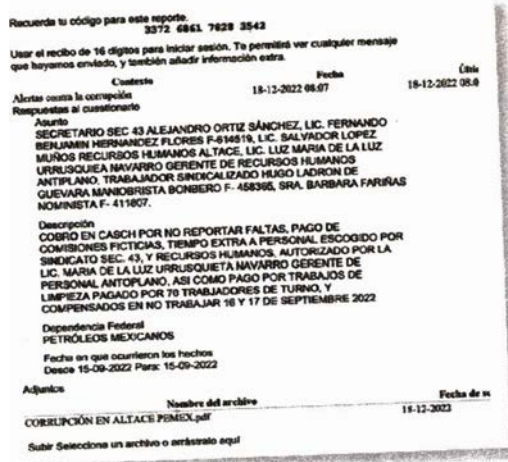 Recuerda tu código para este reporte.
3372 6861 7628 3542
Usar el recibo de 16 dígitos para iniciar sesión. Te permitirá ver cualquier mensaje
que hayamos enviado, y también añadir información extra.
Contexto Fecha Últi
Alertas contra la corrupción 18-12-2022 08:07 18-12-2022 08:0
Respuestas al cuestionario
Asunto
SECRETARIO SEC 43 ALEJANDRO ORTIZ SÁNCHEZ, LIC. FERNANDO
BENJAMIN HERNANDEZ FLORES F-614519, LIC. SALVADOR LOPEZ
MUÑOS RECURSOS HUMANOS ALTACE, LIC. LUZ MARIA DE LA LUZ
URRUSQUIEA NAVARRO GERENTE DE RECURSOS HUMANOS
ANTIPLANO, TRABAJADOR SINDICALIZADO HUGO LADRON DE
GUEVARA MANIOBRISTA BONBERO F- 458365, SRA. BARBARA FARIÑAS
NOMINISTA F- 411807.
Descripción
COBRO EN CASCH POR NO REPORTAR FALTAS, PAGO DE
COMISIONES FICTICIAS, TIEMPO EXTRA A PERSONAL ESCOGIDO POR
SINDICATO SEC. 43, Y RECURSOS HUMANOS, AUTORIZADO POR LA
LIC. MARIA DE LA LUZ URRUSQUIETA NAVARRO GERENTE DE
PERSONAL ANTOPLANO, ASI COMO PAGO POR TRABAJOS DE
LIMPIEZA PAGADO POR 70 TRABJADORES DE TURNO, Y
COMPENSADOS EN NO TRABAJAR 16 Y 17 DE SEPTIEMBRE 2022
Dependencia Federal
PETRÓLEOS MEXICANOS
Fecha en que ocurrieron los hechos
Desde 15-09-2022 Para: 15-09-2022
Adjuntos
Nombre del archivo Fecha de su
CORRUPCIÓN EN ALTACE PEMEX.pdf 18-12-2022
Subir Selecciona un archivo o arrástralo aquí